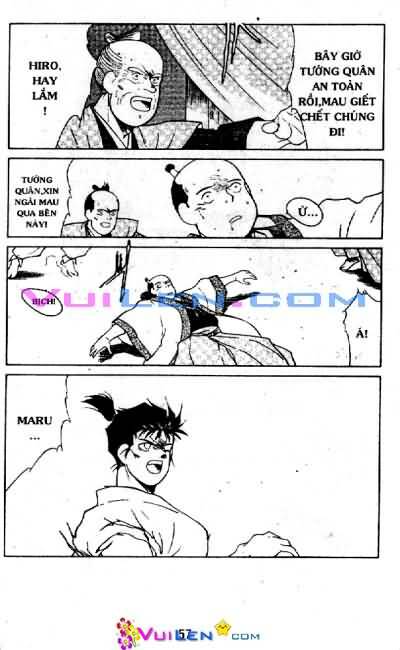 HIRO,
HAY
LẮM
!
BÂY GIỜ
TƯỚNG QUÂN
AN TOÀN
RỒI,MAU GIẾT
CHẾT CHÚNG
ĐI!
TƯỚNG
QUÂN,XIN
NGÀI MAU
QUA BÊN
NÀY!
Ừ...
BỊCH!
VUILEN.COM
Á!
MARU
...
57
VUILEN.COM